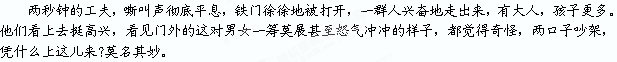 两秒钟的工夫，嘶叫声彻底平息，铁门徐徐地被打开，一群人兴奋地走出来，有大人，孩子更多。
他们看上去挺高兴，看见门外的这对男女一筹莫展甚至怒气冲冲的样子，都觉得奇怪，两口子吵架，
凭什么上这儿来?莫名其妙。